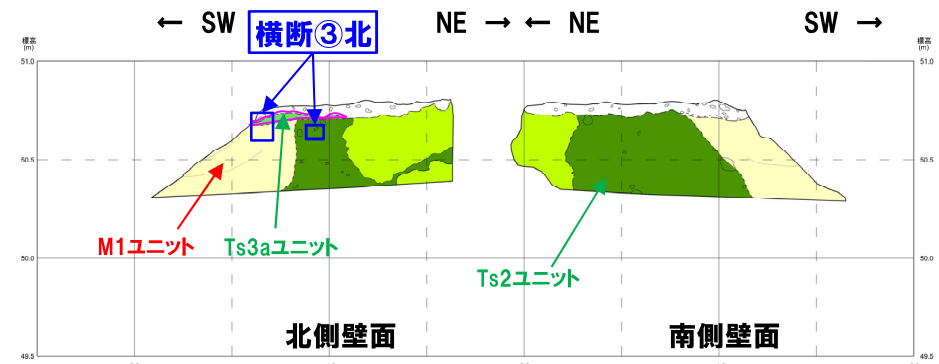 ← SW NE → ← NE SW →
横断③北
標高
(m)
標高
(m)
51.0 51.0
50.5 50.5
M1ユニット Ts3aユニット
50.0 50.0
Ts2ユニット
北側壁面 南側壁面
49.5 49.5